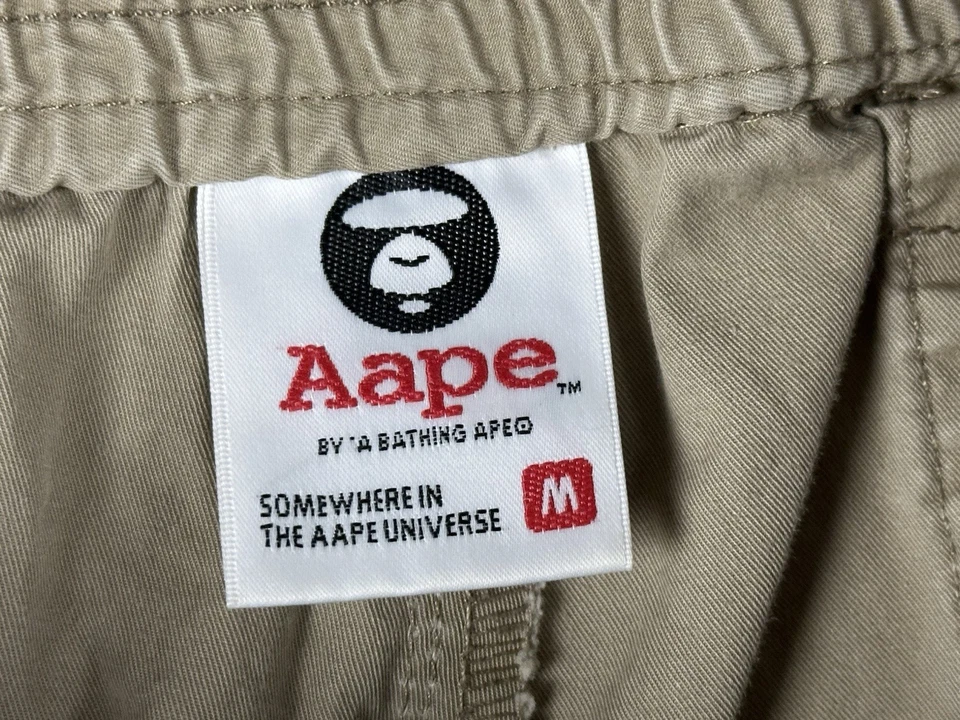 Aape™
BY *A BATHING APE®
SOMEWHERE IN
THE AAPE UNIVERSE
M